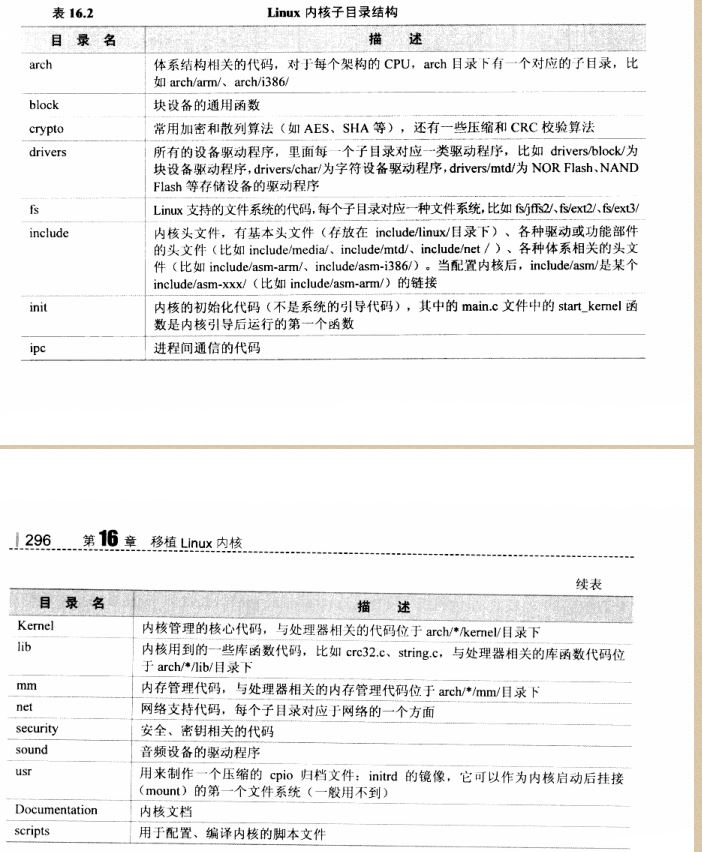 表 16.2 Linux 内核子目录结构
目 录 名 描 述
arch 体系结构相关的代码，对于每个架构的 CPU，arch 目录下有一个对应的子目录，比
如 arch/arm/、arch/i386/
block 块设备的通用函数
crypto 常用加密和散列算法（如 AES、SHA 等），还有一些压缩和 CRC 校验算法
drivers 所有的设备驱动程序，里面每一个子目录对应一类驱动程序，比如 drivers/block/为
块设备驱动程序，drivers/char/为字符设备驱动程序，drivers/mtd/为 NOR Flash、NAND
Flash 等存储设备的驱动程序
fs Linux 支持的文件系统的代码，每个子目录对应一种文件系统，比如 fs/jffs2/、fs/ext2/、fs/ext3/
include 内核头文件，有基本头文件（存放在 include/linux/目录下）、各种驱动或功能部件
的头文件（比如 include/media/、include/mtd/、include/net /）、各种体系相关的头文
件（比如 include/asm-arm/、include/asm-i386/）。当配置内核后，include/asm/是某个
include/asm-xxx/（比如 include/asm-arm/）的链接
init 内核的初始化代码（不是系统的引导代码），其中的 main.c 文件中的 start_kernel 函
数是内核引导后运行的第一个函数
ipc 进程间通信的代码
296 第 16 章 移植 Linux 内核
续表
目 录 名 描 述
Kernel 内核管理的核心代码，与处理器相关的代码位于 arch/*/kernel/目录下
lib 内核用到的一些库函数代码，比如 crc32.c、string.c，与处理器相关的库函数代码位
于 arch/*/lib/目录下
mm 内存管理代码，与处理器相关的内存管理代码位于 arch/*/mm/目录下
net 网络支持代码，每个子目录对应于网络的一个方面
security 安全、密钥相关的代码
sound 音频设备的驱动程序
usr 用来制作一个压缩的 cpio 归档文件：initrd 的镜像，它可以作为内核启动后挂接
（mount）的第一个文件系统（一般用不到）
Documentation 内核文档
scripts 用于配置、编译内核的脚本文件